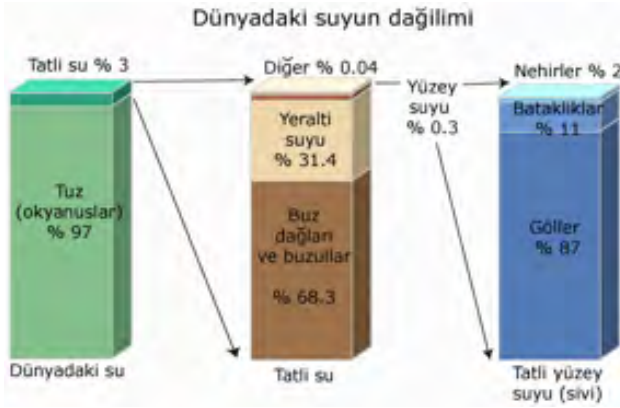 Dünyadaki suyun dağilimi
Tatli su % 3
Tuz
(okyanuslar)
% 97
Dünyadaki su
Diğer % 0.04
Yeralti
suyu
% 31.4
Buz
dağları
ve buzullar
% 68.3
Tatli su
Yüzey
suyu
% 0.3
Nehirler % 2
Batakliklar
% 11
Göller
% 87
Tatli yüzey
suyu (sivi)